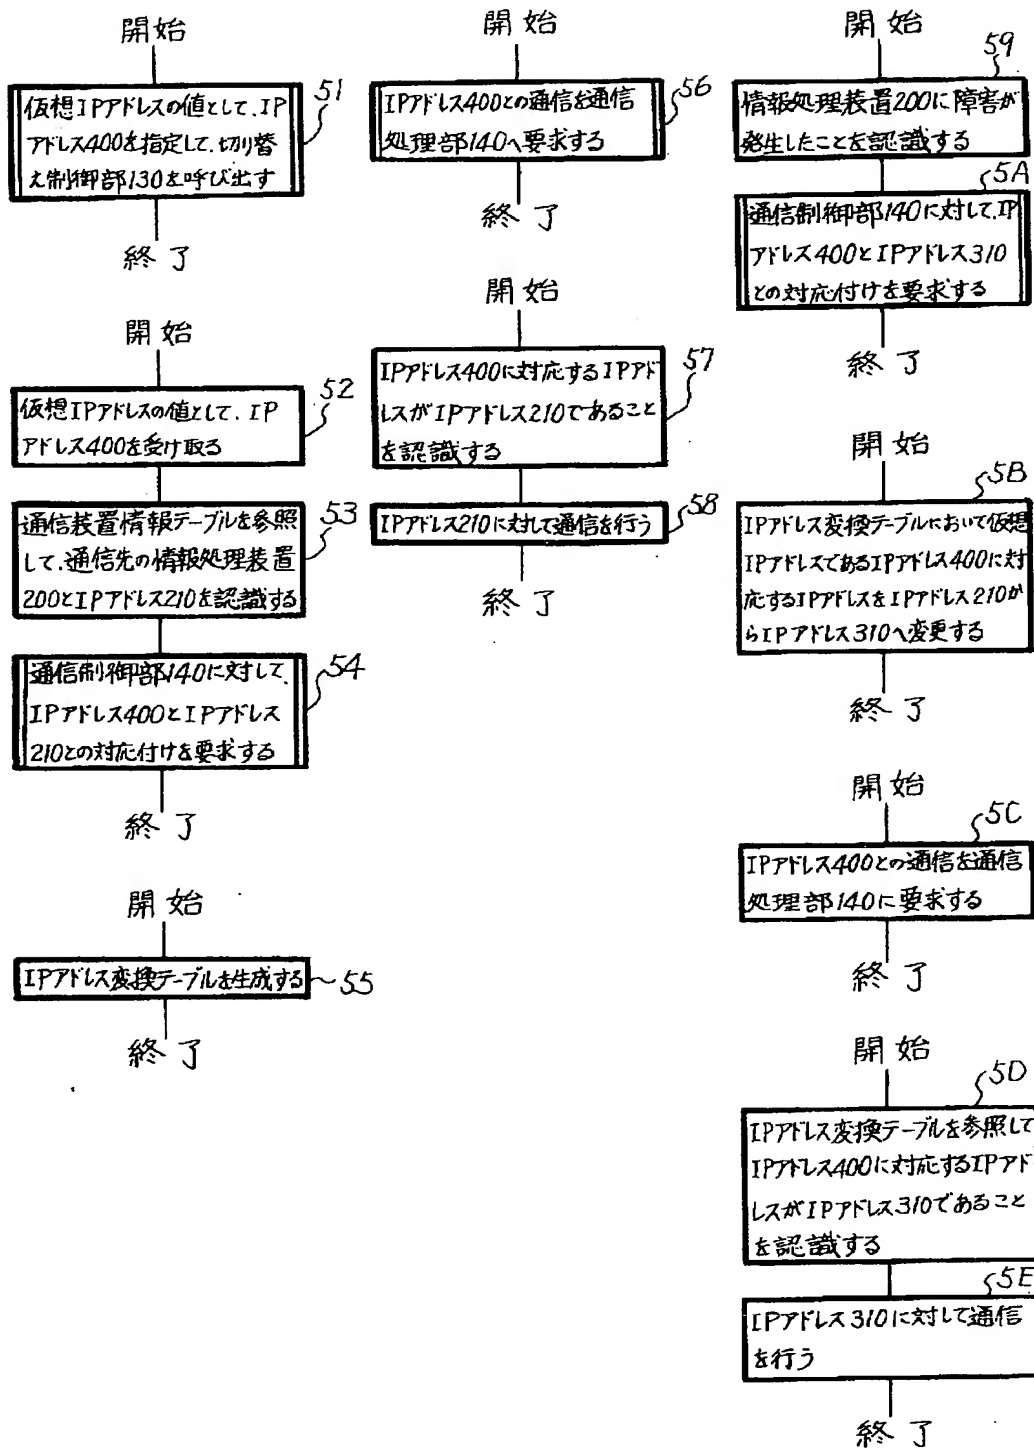 開始
仮想IPアドレスの値として、IP
アドレス400を指定して、切り替
え制御部130を呼び出す
51
終了
開始
仮想IPアドレスの値として、IP
アドレス400を受け取る
52
通信装置情報テーブルを参照
して、通信先の情報処理装置
200とIPアドレス210を認識する
53
通信制御部140に対して、
IPアドレス400とIPアドレス
210との対応付けを要求する
54
終了
開始
IPアドレス変換テーブルを生成する
55
終了
開始
IPアドレス400との通信を通信
処理部140へ要求する
56
終了
開始
IPアドレス400に対応するIPアド
レスがIPアドレス210であること
を認識する
57
IPアドレス210に対して通信を行う
58
終了
開始
59
情報処理装置200に障害が
発生したことを認識する
5A
通信制御部140に対して、IP
アドレス400とIPアドレス310
との対応付けを要求する
終了
開始
5B
IPアドレス変換テーブルにおいて仮想
IPアドレスであるIPアドレス400に対
応するIPアドレスをIPアドレス210か
らIPアドレス310へ変更する
終了
開始
5C
IPアドレス400との通信を通信
処理部140に要求する
終了
開始
5D
IPアドレス変換テーブルを参照して
IPアドレス400に対応するIPアド
レスがIPアドレス310であること
を認識する
5E
IPアドレス310に対して通信
を行う
終了